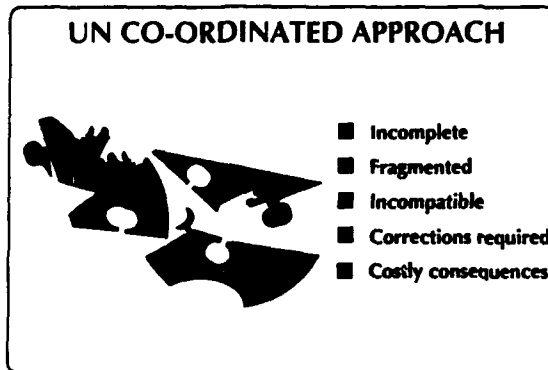 UN CO-ORDINATED APPROACH
Incomplete
Fragmented
Incompatible
Corrections required
Costly consequences